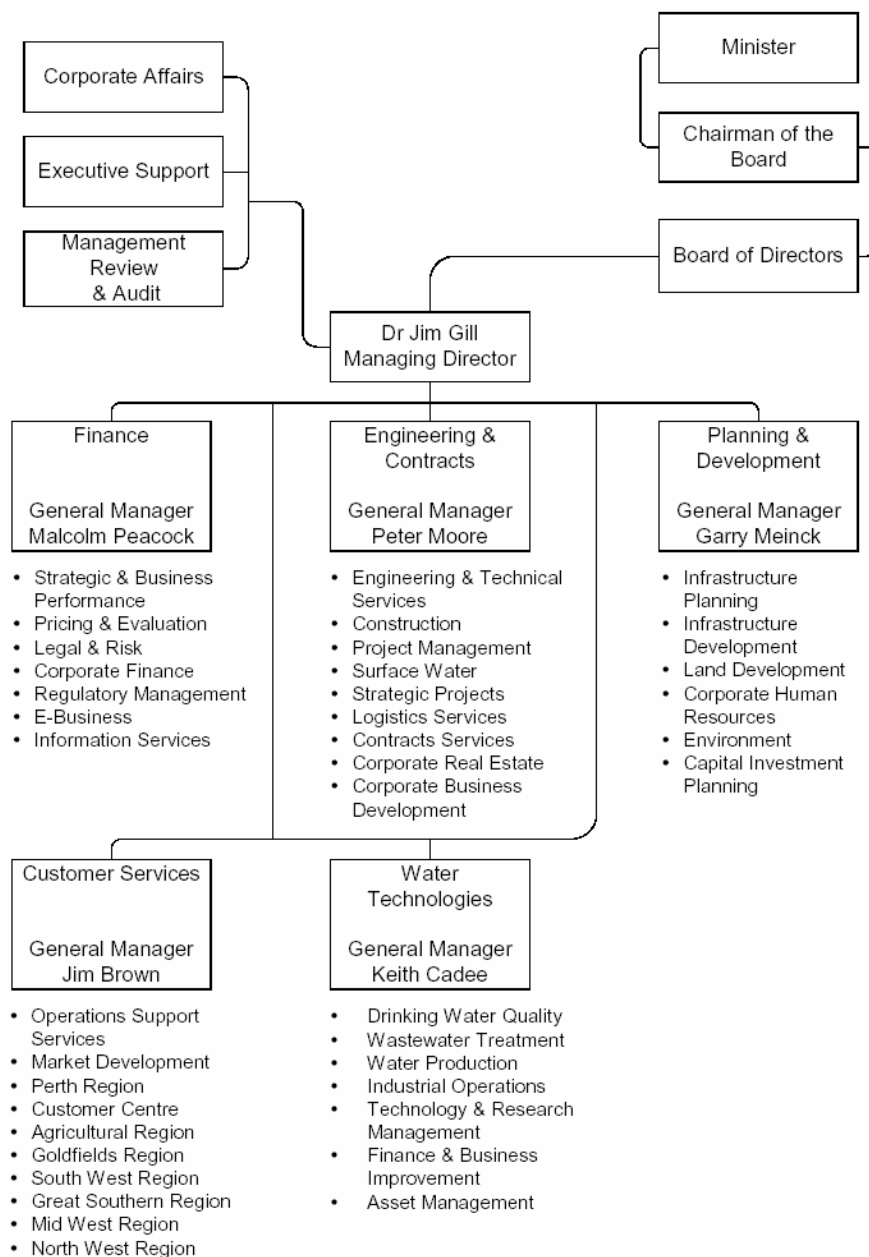 Corporate Affairs
Executive Support
Management
Review
& Audit
Minister
Chairman of the
Board
Board of Directors
Dr Jim Gill
Managing Director
Finance
General Manager
Malcolm Peacock
• Strategic & Business
Performance
• Pricing & Evaluation
• Legal & Risk
• Corporate Finance
• Regulatory Management
• E-Business
• Information Services
Engineering &
Contracts
General Manager
Peter Moore
• Engineering & Technical
Services
• Construction
• Project Management
• Surface Water
• Strategic Projects
• Logistics Services
• Contracts Services
• Corporate Real Estate
• Corporate Business
Development
Planning &
Development
General Manager
Garry Meinck
• Infrastructure
Planning
• Infrastructure
Development
• Land Development
• Corporate Human
Resources
• Environment
• Capital Investment
Planning
Customer Services
General Manager
Jim Brown
• Operations Support
Services
• Market Development
• Perth Region
• Customer Centre
• Agricultural Region
• Goldfields Region
• South West Region
• Great Southern Region
• Mid West Region
• North West Region
Water
Technologies
General Manager
Keith Cadee
• Drinking Water Quality
• Wastewater Treatment
• Water Production
• Industrial Operations
• Technology & Research
Management
• Finance & Business
Improvement
• Asset Management